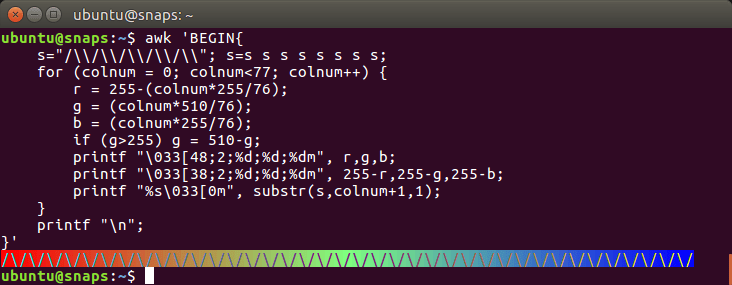 ubuntu@snaps: ~
ubuntu@snaps:~$ awk 'BEGIN{
    s="/\\/\\/\\/\\/\\"; s=s s s s s s s s;
    for (colnum = 0; colnum<77; colnum++) {
        r = 255-(colnum*255/76);
        g = (colnum*510/76);
        b = (colnum*255/76);
        if (g>255) g = 510-g;
        printf "\033[48;2;%d;%d;%dm", r,g,b;
        printf "\033[38;2;%d;%d;%dm", 255-r,255-g,255-b;
        printf "%s\033[0m", substr(s,colnum+1,1);
    }
    printf "\n";
}'
/\/\/\/\/\/\/\/\/\/\/\/\/\/\/\/\/\/\/\/\/\/\/\/\/\/\/\/\/\/\/\/\/\/\/\/\/\/\/
ubuntu@snaps:~$